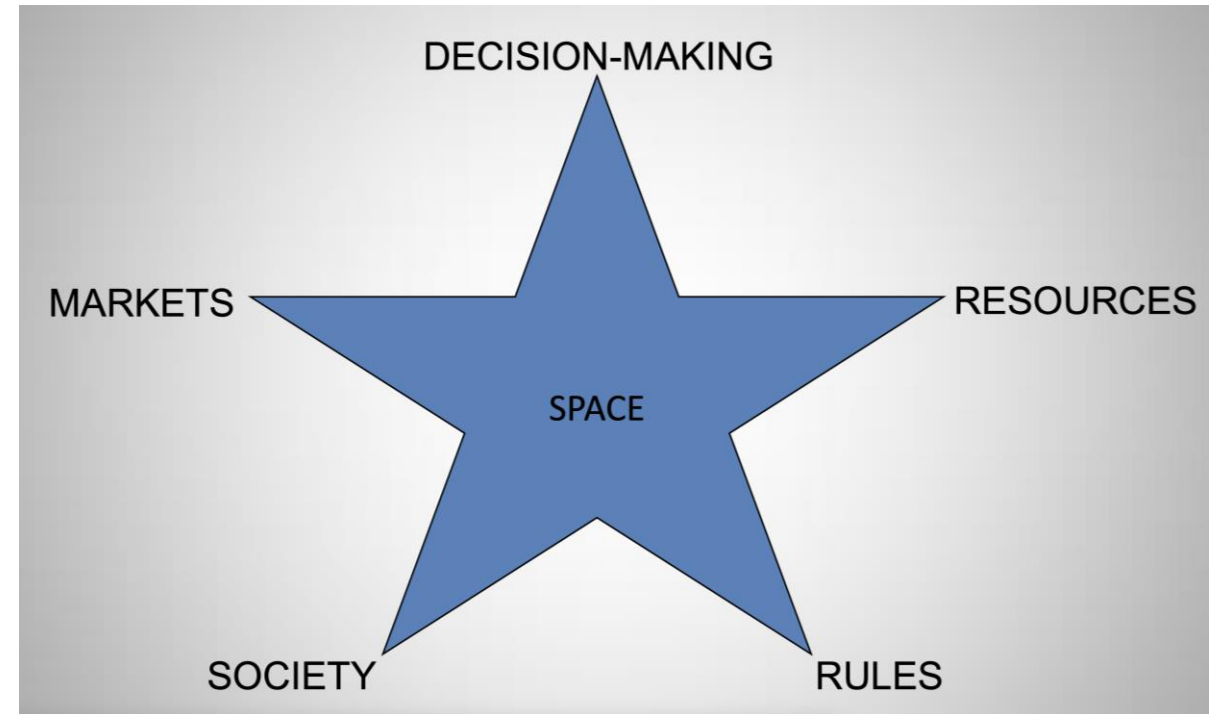 DECISION-MAKING
MARKETS
RESOURCES
SPACE
SOCIETY
RULES